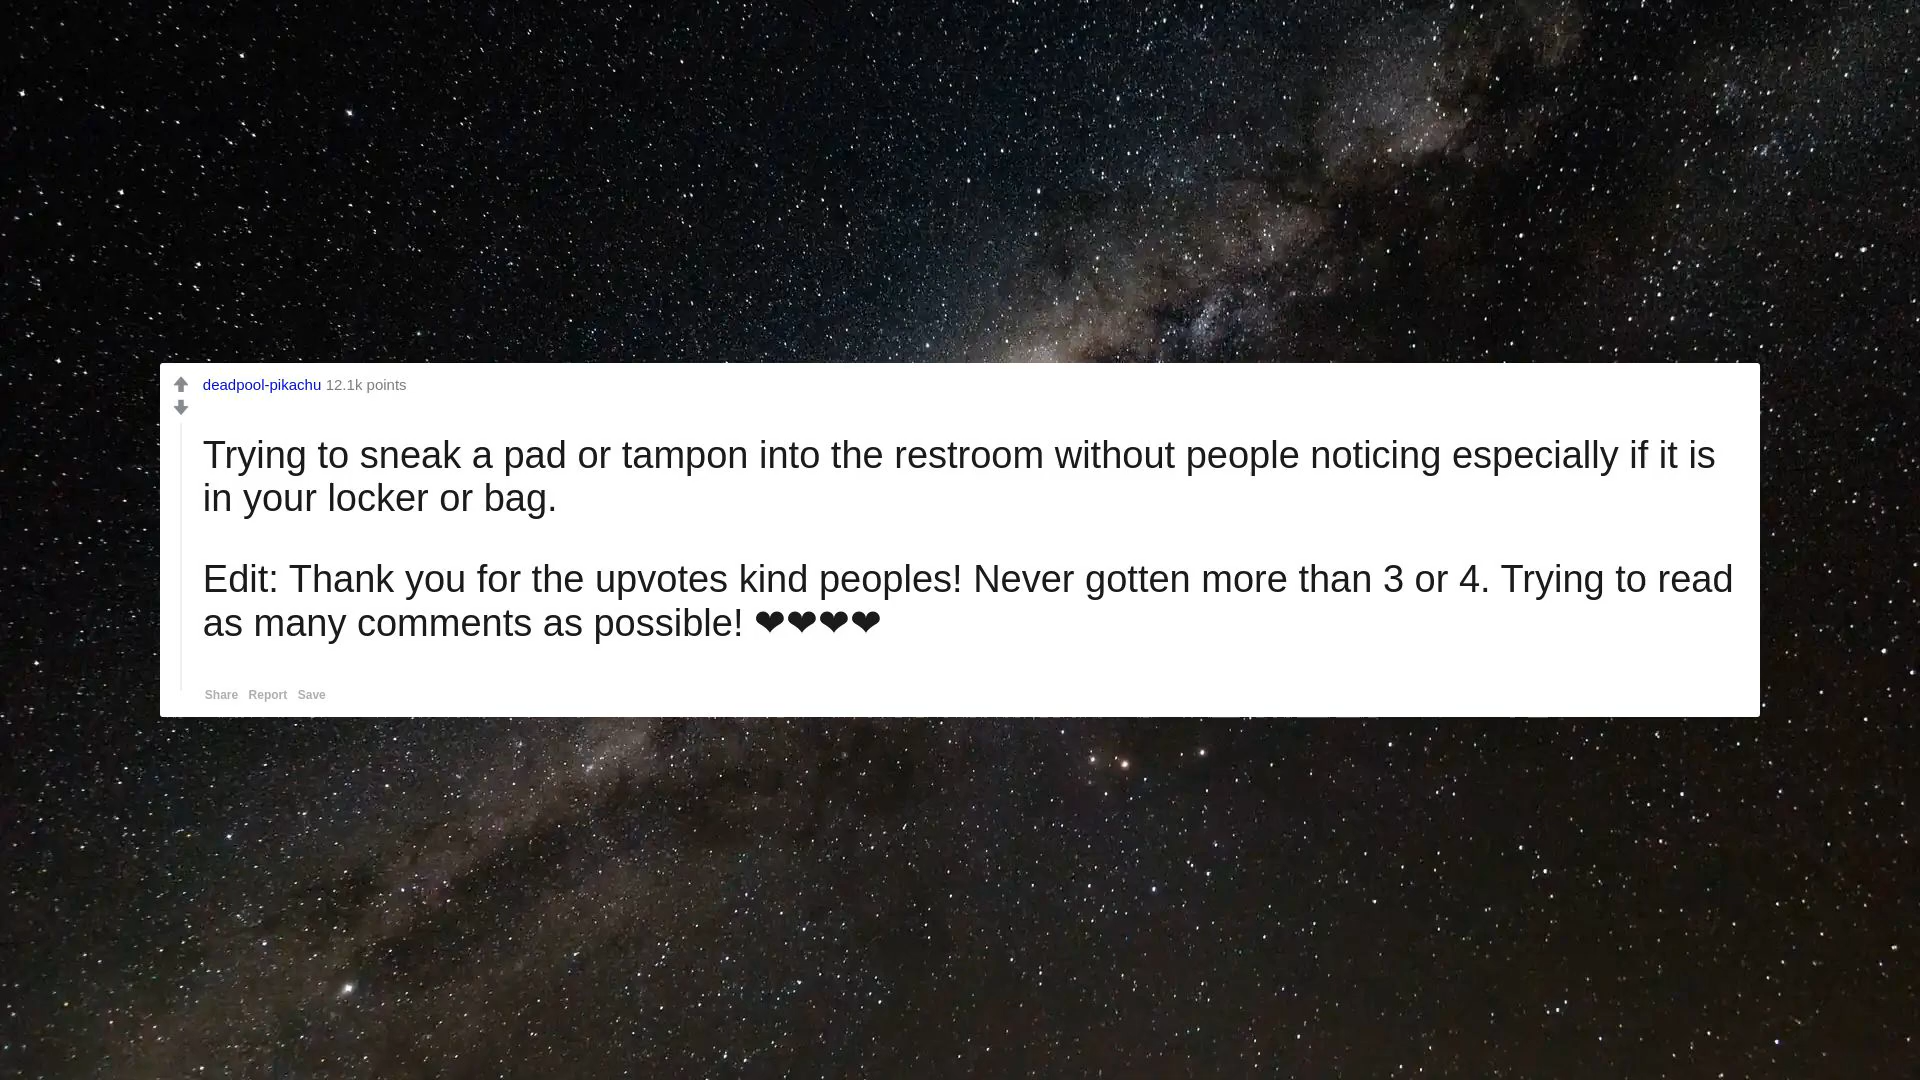 deadpool-pikachu 12.1k points
Trying to sneak a pad or tampon into the restroom without people noticing especially if it is
in your locker or bag.
Edit: Thank you for the upvotes kind peoples! Never gotten more than 3 or 4. Trying to read
as many comments as possible! ❤❤❤❤
Share Report Save